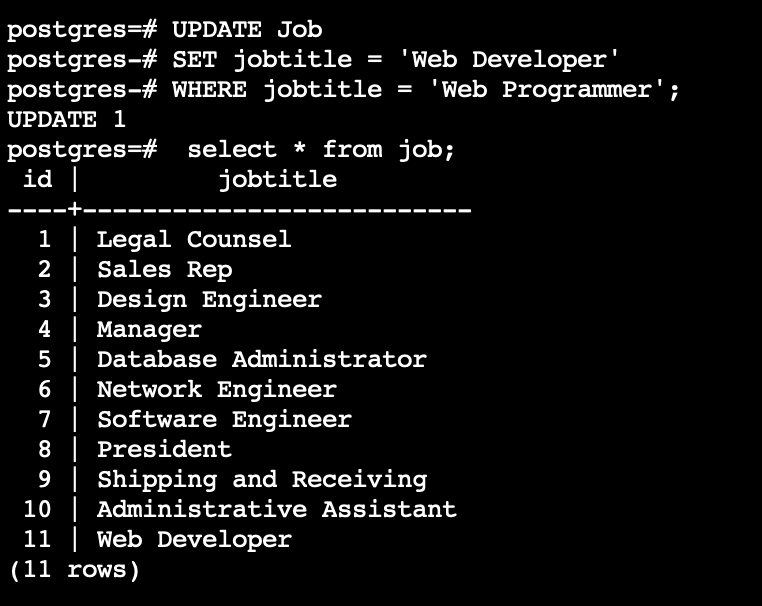 postgres=# UPDATE Job
postgres-# SET jobtitle = 'Web Developer'
postgres-# WHERE jobtitle = 'Web Programmer';
UPDATE 1
postgres=#  select * from job;
 id |         jobtitle
----+--------------------------
  1 | Legal Counsel
  2 | Sales Rep
  3 | Design Engineer
  4 | Manager
  5 | Database Administrator
  6 | Network Engineer
  7 | Software Engineer
  8 | President
  9 | Shipping and Receiving
 10 | Administrative Assistant
 11 | Web Developer
(11 rows)